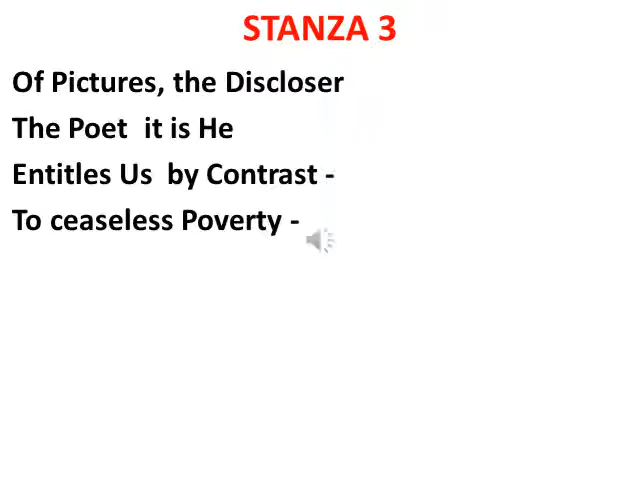 STANZA 3
Of Pictures, the Discloser
The Poet  it is He
Entitles Us  by Contrast -
To ceaseless Poverty -